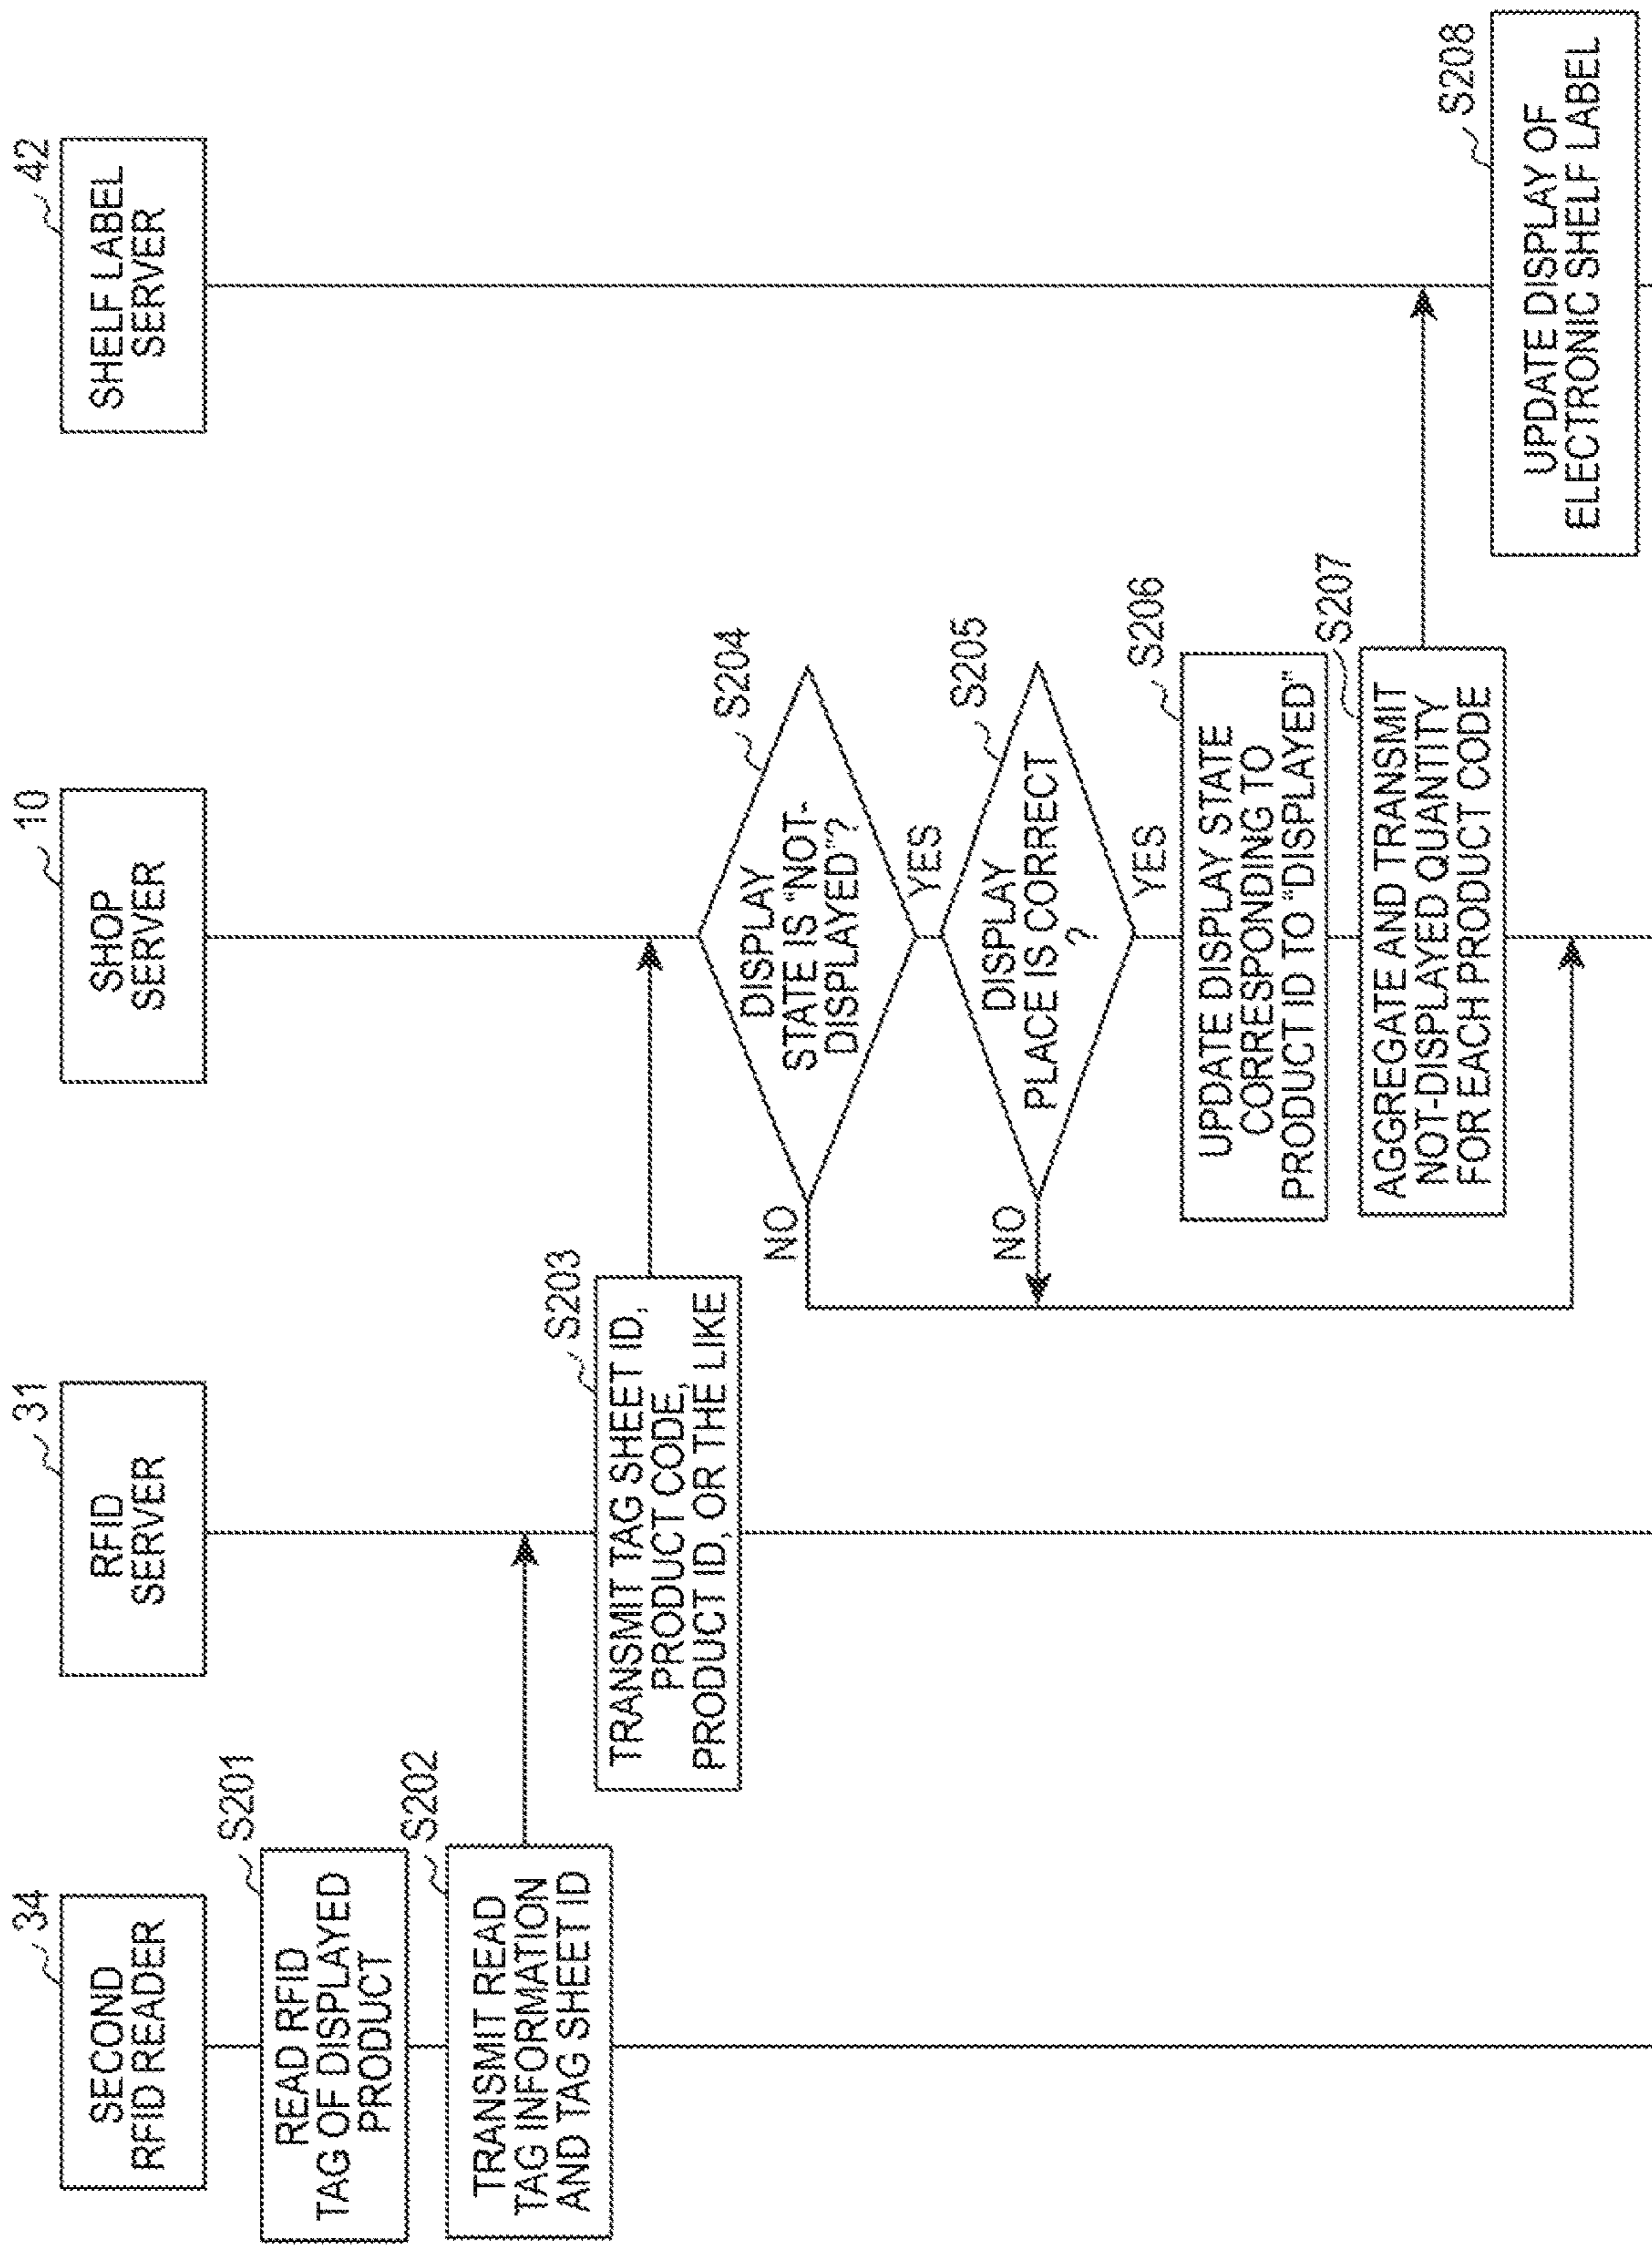 34
SECOND
RFID READER
31
RFID
SERVER
10
SHOP
SERVER
42
SHELF LABEL
SERVER
S201
READ RFID
TAG OF DISPLAYED
PRODUCT
S202
TRANSMIT READ
TAG INFORMATION
AND TAG SHEET ID
S203
TRANSMIT TAG SHEET ID,
PRODUCT CODE,
PRODUCT ID, OR THE LIKE
S204
DISPLAY
STATE IS "NOT-
DISPLAYED"?
NO
YES
S205
DISPLAY
PLACE IS CORRECT
?
NO
YES
S206
UPDATE DISPLAY STATE
CORRESPONDING TO
PRODUCT ID TO "DISPLAYED"
S207
AGGREGATE AND TRANSMIT
NOT-DISPLAYED QUANTITY
FOR EACH PRODUCT CODE
S208
UPDATE DISPLAY OF
ELECTRONIC SHELF LABEL